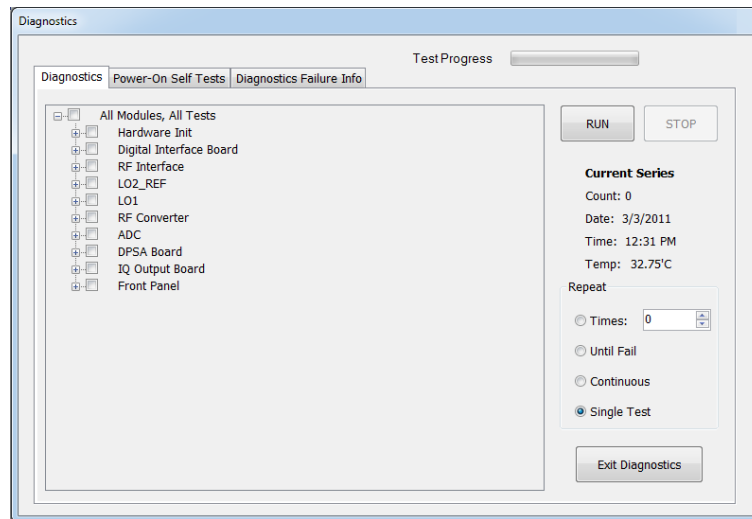 Diagnostics
Test Progress
Diagnostics Power-On Self Tests Diagnostics Failure Info
All Modules, All Tests
Hardware Init
Digital Interface Board
RF Interface
LO2_REF
LO1
RF Converter
ADC
DPSA Board
IQ Output Board
Front Panel
RUN STOP
Current Series
Count: 0
Date: 3/3/2011
Time: 12:31 PM
Temp: 32.75'C
Repeat
Times: 0
Until Fail
Continuous
Single Test
Exit Diagnostics